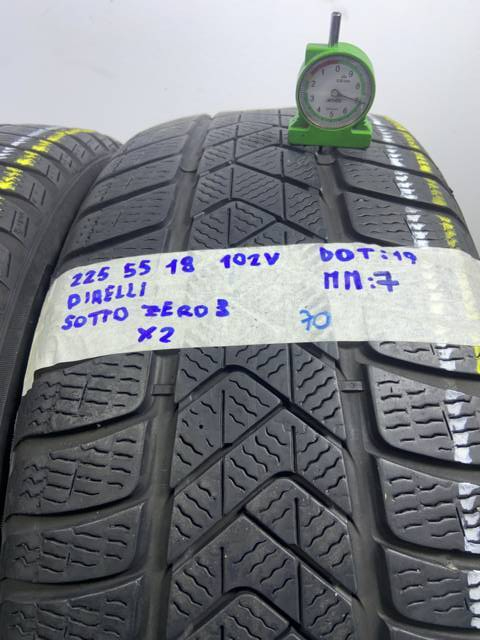 225 55 18 102V DOT:19
PIRELLI MM:7
SOTTO ZERO 3
X2 70